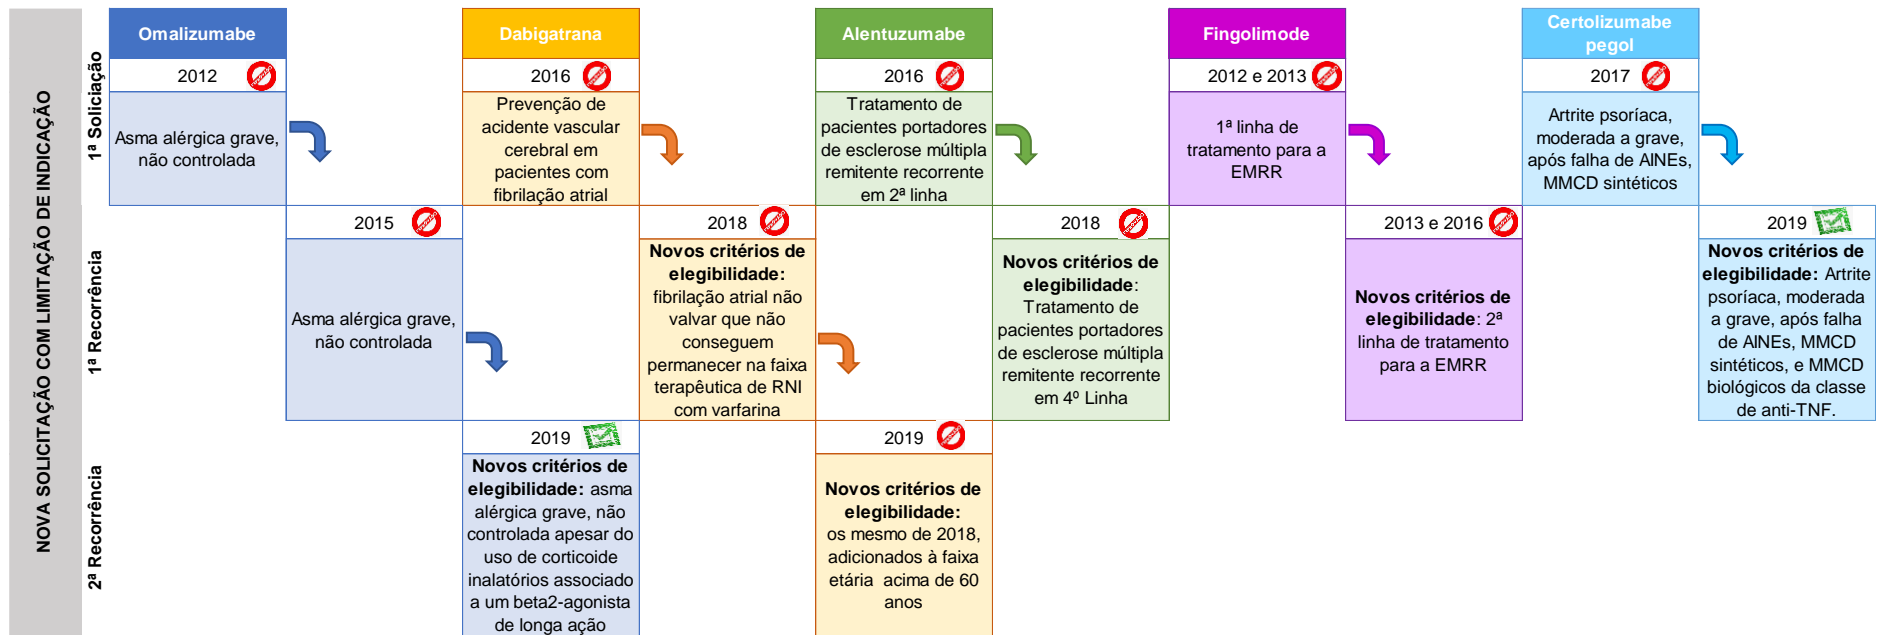 NOVA SOLICITAÇÃO COM LIMITAÇÃO DE INDICAÇÃO
1ª Soliciação
Omalizumabe
2012
Asma alérgica grave,
não controlada
Dabigatrana
2016
Prevenção de
acidente vascular
cerebral em
pacientes com
fibrilação atrial
Alentuzumabe
2016
Tratamento de
pacientes portadores
de esclerose múltipla
remitente recorrente
em 2ª linha
Fingolimode
2012 e 2013
1ª linha de
tratamento para a
EMRR
Certolizumabe
pegol
2017
Artrite psoríaca,
moderada a grave,
após falha de AINEs,
MMCD sintéticos
1ª Recorrência
2015
Asma alérgica grave,
não controlada
2018
Novos critérios de
elegibilidade:
fibrilação atrial não
valvar que não
conseguem
permanecer na faixa
terapêutica de RNI
com varfarina
2018
Novos critérios de
elegibilidade:
Tratamento de
pacientes portadores
de esclerose múltipla
remitente recorrente
em 4º Linha
2013 e 2016
Novos critérios de
elegibilidade: 2ª
linha de tratamento
para a EMRR
2019
Novos critérios de
elegibilidade: Artrite
psoríaca, moderada
a grave, após falha
de AINEs, MMCD
sintéticos, e MMCD
biológicos da classe
de anti-TNF.
2ª Recorrência
2019
Novos critérios de
elegibilidade: asma
alérgica grave, não
controlada apesar do
uso de corticoide
inalatórios associado
a um beta2-agonista
de longa ação
2019
Novos critérios de
elegibilidade:
os mesmo de 2018,
adicionados à faixa
etária acima de 60
anos